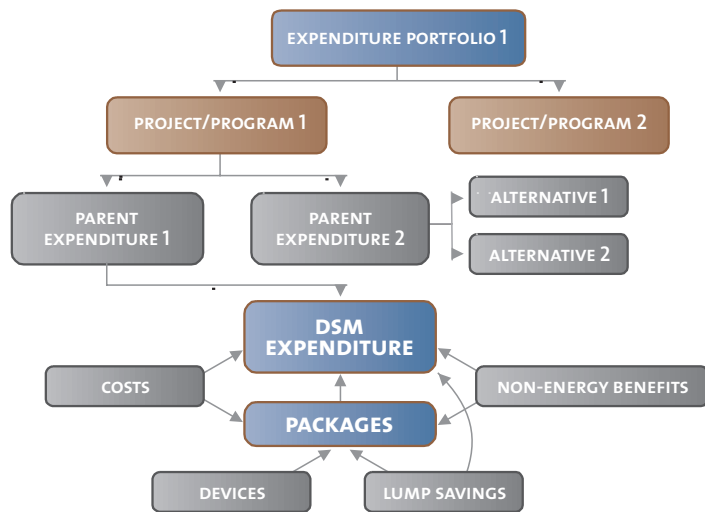 EXPENDITURE PORTFOLIO 1
PROJECT/PROGRAM 1
PROJECT/PROGRAM 2
PARENT
EXPENDITURE 1
PARENT
EXPENDITURE 2
ALTERNATIVE 1
ALTERNATIVE 2
DSM
EXPENDITURE
COSTS
NON-ENERGY BENEFITS
PACKAGES
DEVICES
LUMP SAVINGS